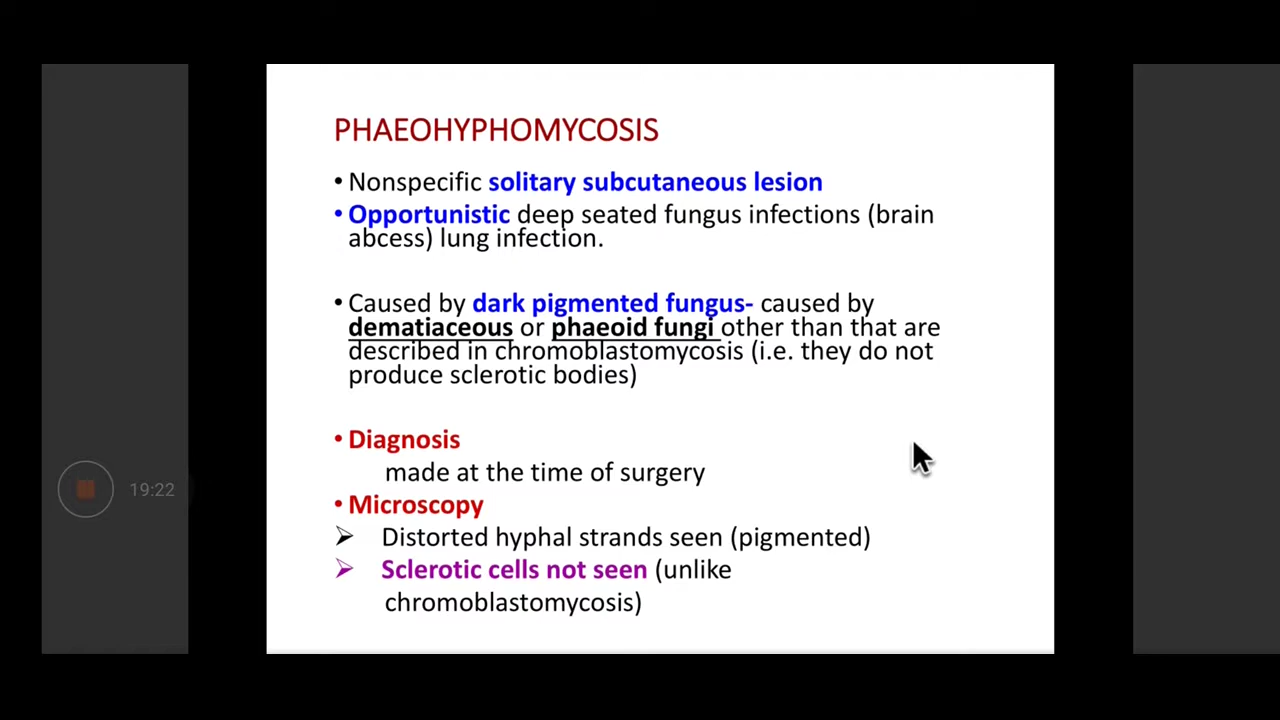 PHAEOHYPHOMYCOSIS
• Nonspecific solitary subcutaneous lesion
• Opportunistic deep seated fungus infections (brain
abcess) lung infection.
• Caused by dark pigmented fungus- caused by
dematiaceous or phaeoid fungi other than that are
described in chromoblastomycosis (i.e. they do not
produce sclerotic bodies)
• Diagnosis
made at the time of surgery
• Microscopy
➢ Distorted hyphal strands seen (pigmented)
➢ Sclerotic cells not seen (unlike
chromoblastomycosis)
19:22